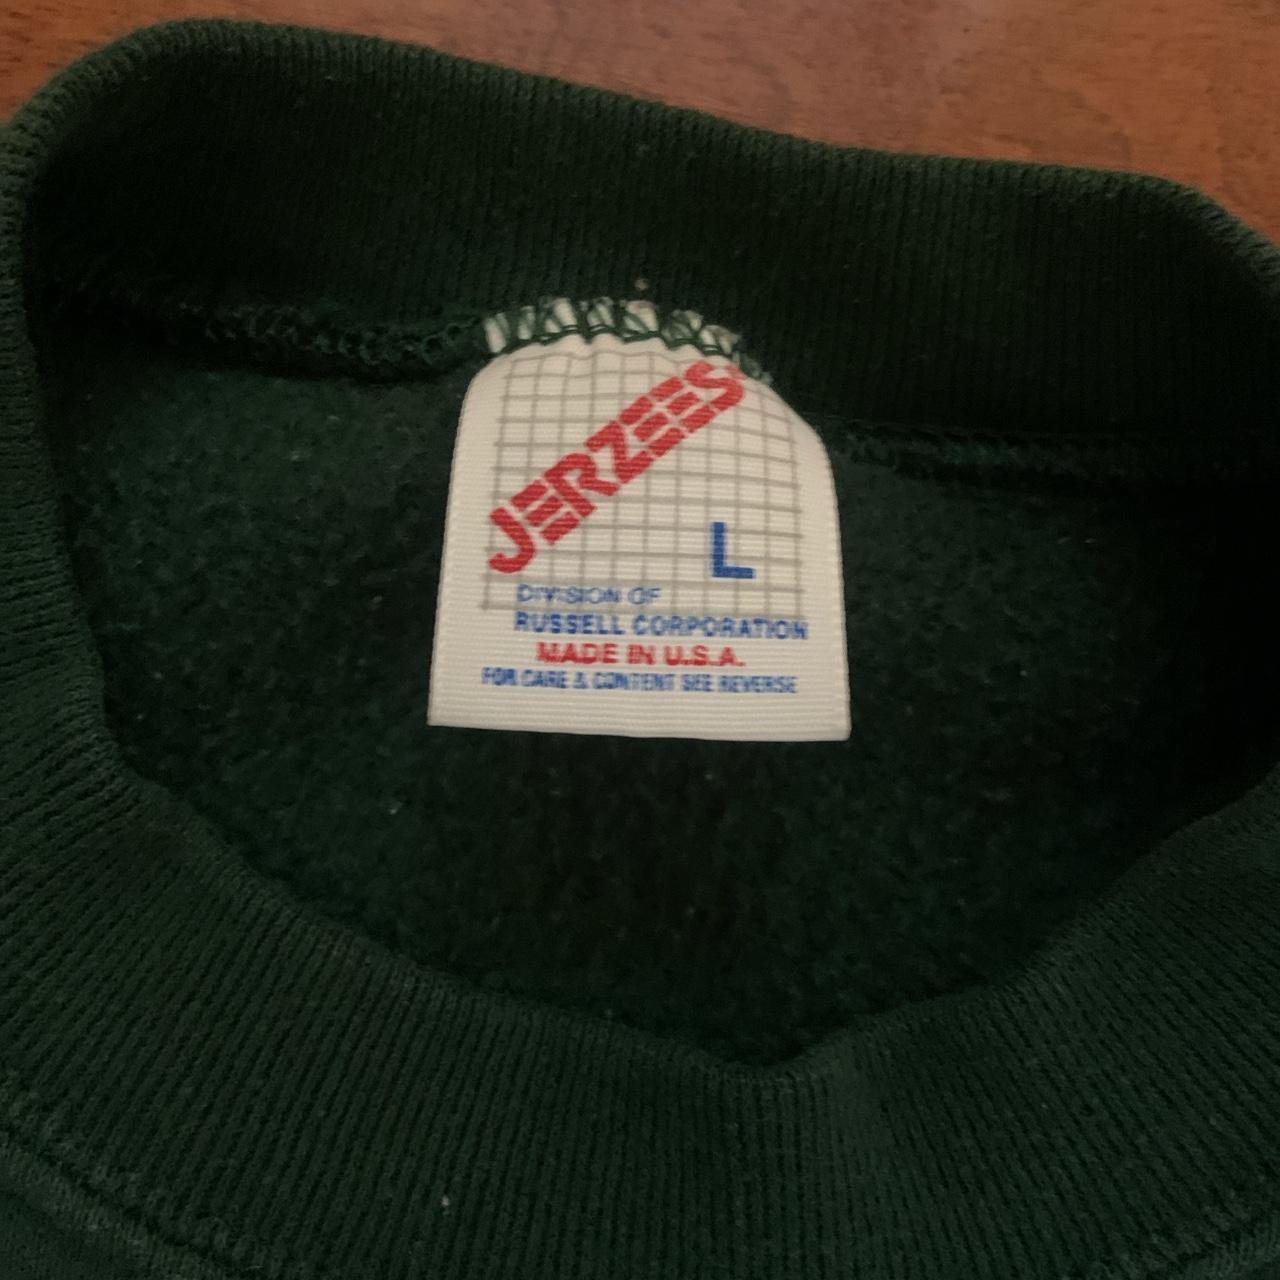 JERZEES
L
DIVISION OF
RUSSELL CORPORATION
MADE IN U.S.A.
FOR CARE & CONTENT SEE REVERSE